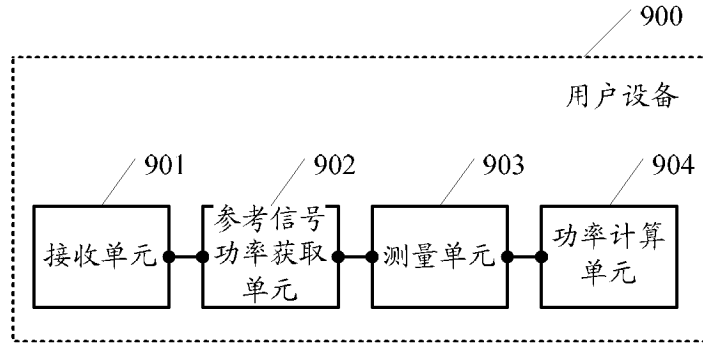 900
用户设备
901
902
903
904
接收单元
参考信号
功率获取
单元
测量单元
功率计算
单元